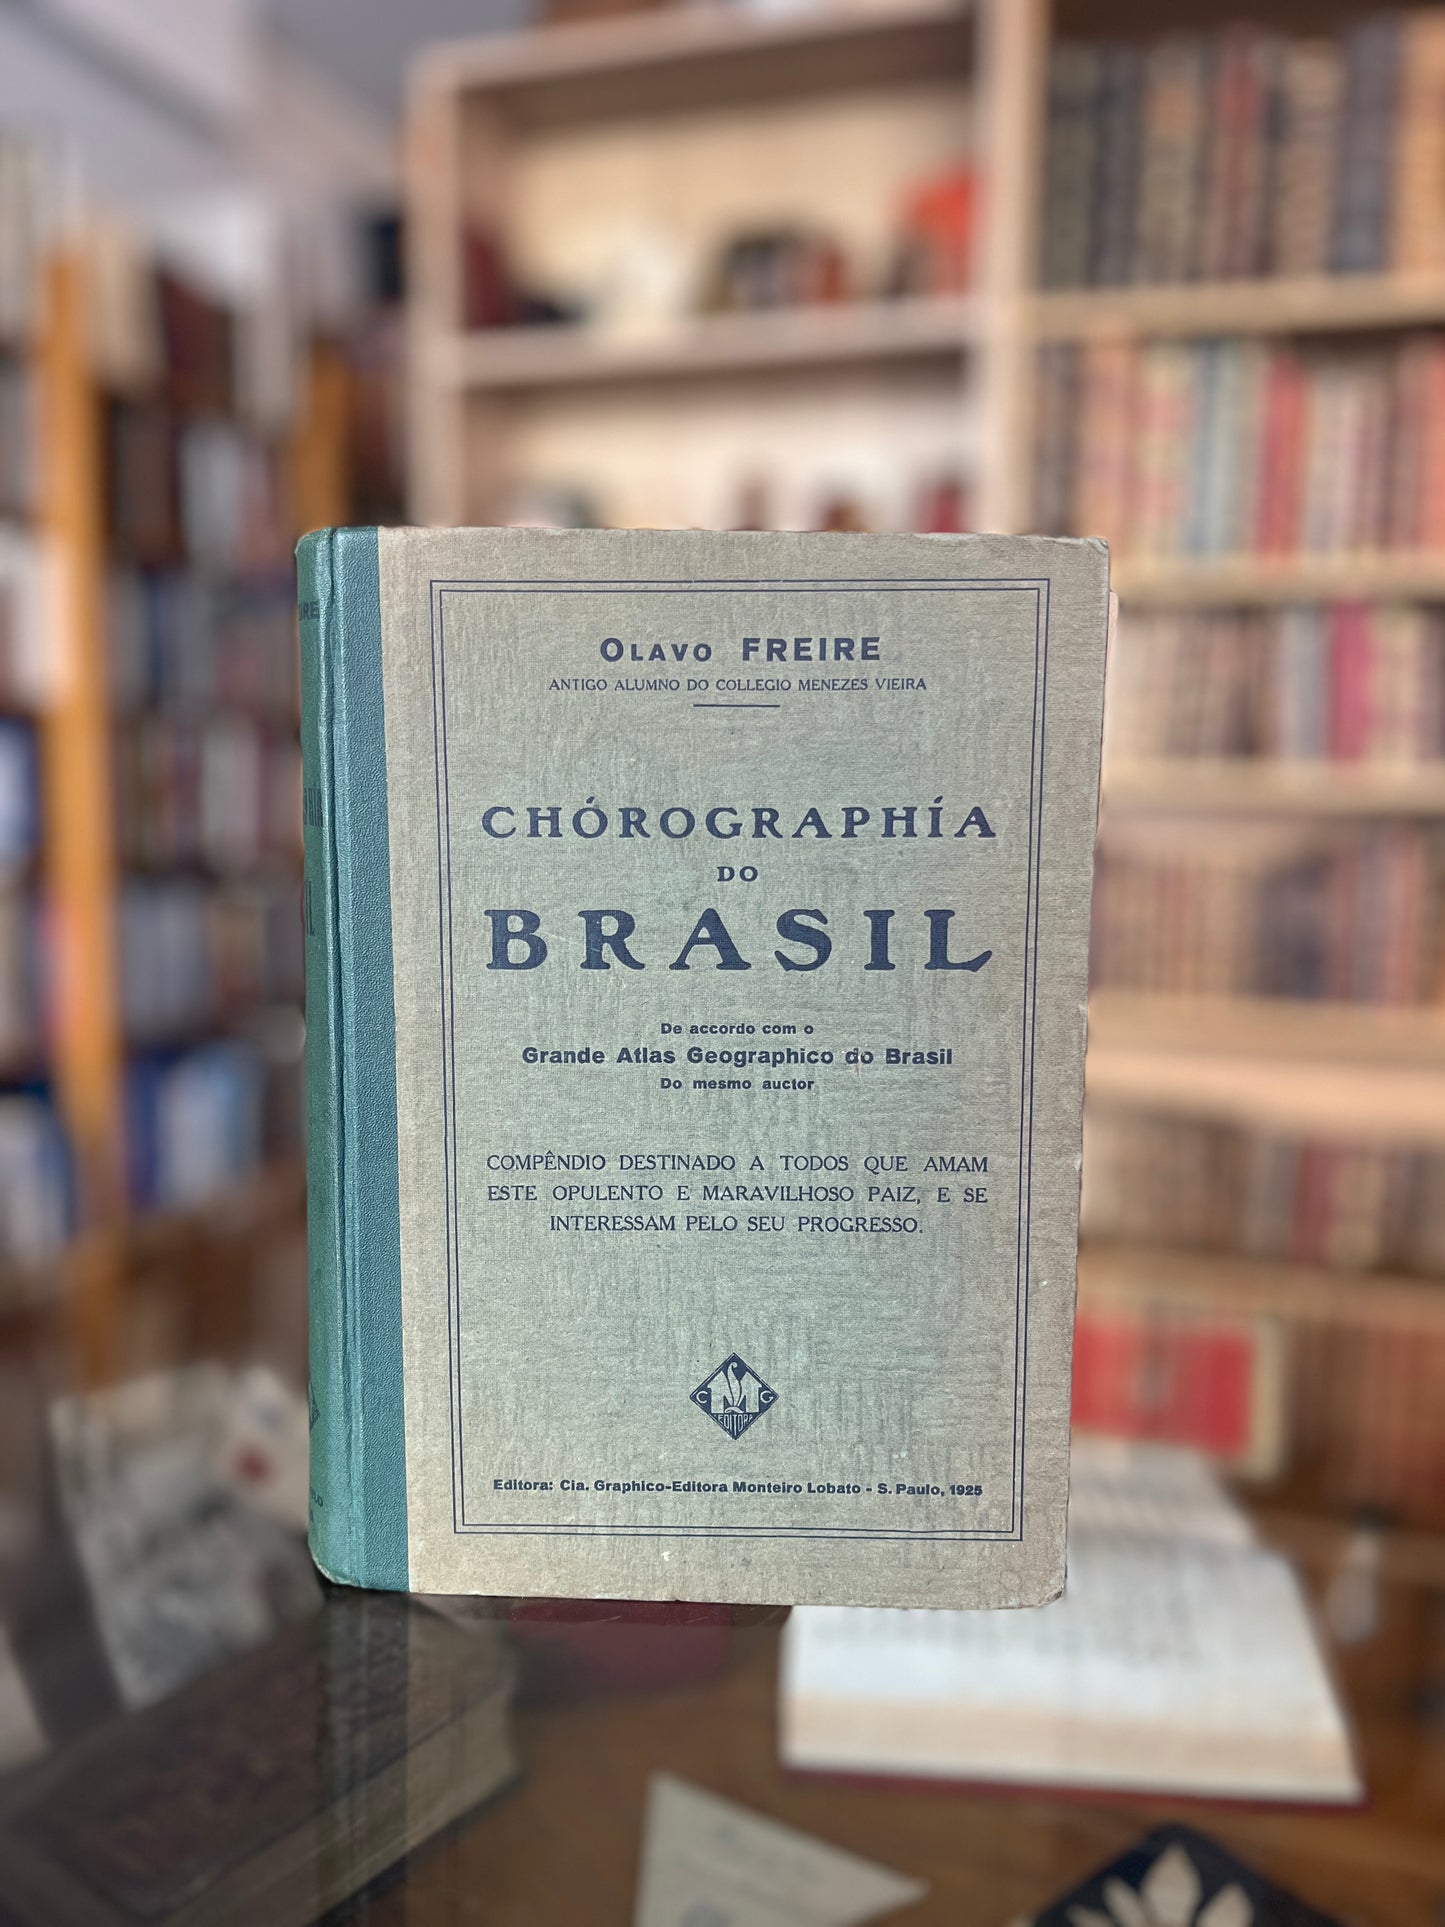 OLAVO FREIRE
ANTIGO ALUMNO DO COLLEGIO MENEZES VIEIRA
CHÓROGRAPHÍA
DO
BRASIL
De accordo com o
Grande Atlas Geographico do Brasil
Do mesmo auctor
COMPÊNDIO DESTINADO A TODOS QUE AMAM
ESTE OPULENTO E MARAVILHOSO PAIZ, E SE
INTERESSAM PELO SEU PROGRESSO.
C M G
EDITORA
Editora: Cia. Graphico-Editora Monteiro Lobato - S. Paulo, 1925